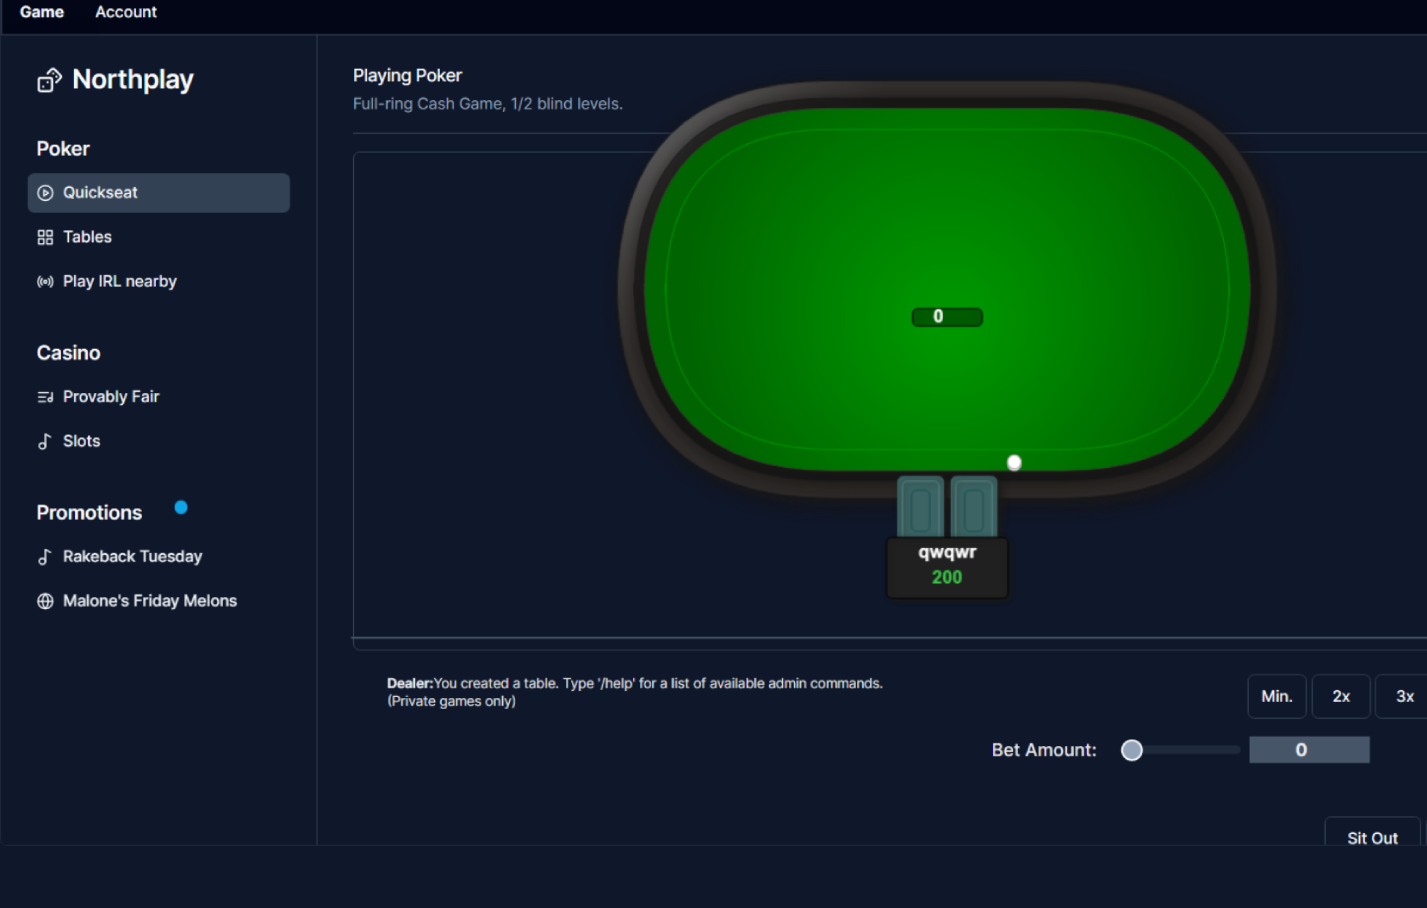 Game Account
Northplay
Poker
Quickseat
Tables
Play IRL nearby
Casino
Provably Fair
Slots
Promotions
Rakeback Tuesday
Malone's Friday Melons
Playing Poker
Full-ring Cash Game, 1/2 blind levels.
0
qwqwr
200
Dealer:You created a table. Type '/help' for a list of available admin commands.
(Private games only)
Min. 2x 3x
Bet Amount: 0
Sit Out